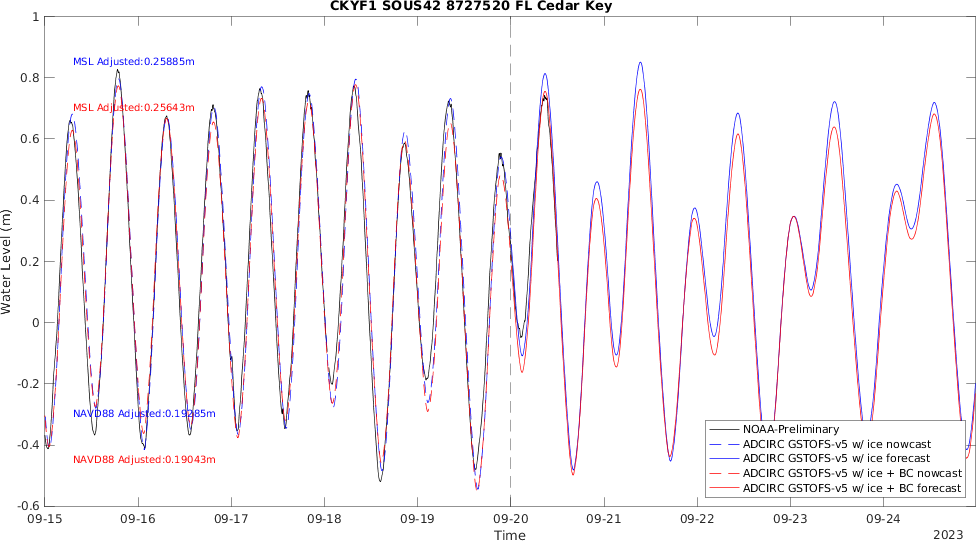 CKYF1 SOUS42 8727520 FL Cedar Key
1
0.8
0.6
0.4
0.2
0
-0.2
-0.4
-0.6
Water Level (m)
MSL Adjusted:0.25885m
MSL Adjusted:0.25643m
NAVD88 Adjusted:0.19285m
NAVD88 Adjusted:0.19043m
NOAA-Preliminary
ADCIRC GSTOFS-v5 w/ ice nowcast
ADCIRC GSTOFS-v5 w/ ice forecast
ADCIRC GSTOFS-v5 w/ ice + BC nowcast
ADCIRC GSTOFS-v5 w/ ice + BC forecast
09-15 09-16 09-17 09-18 09-19 09-20 09-21 09-22 09-23 09-24
Time
2023